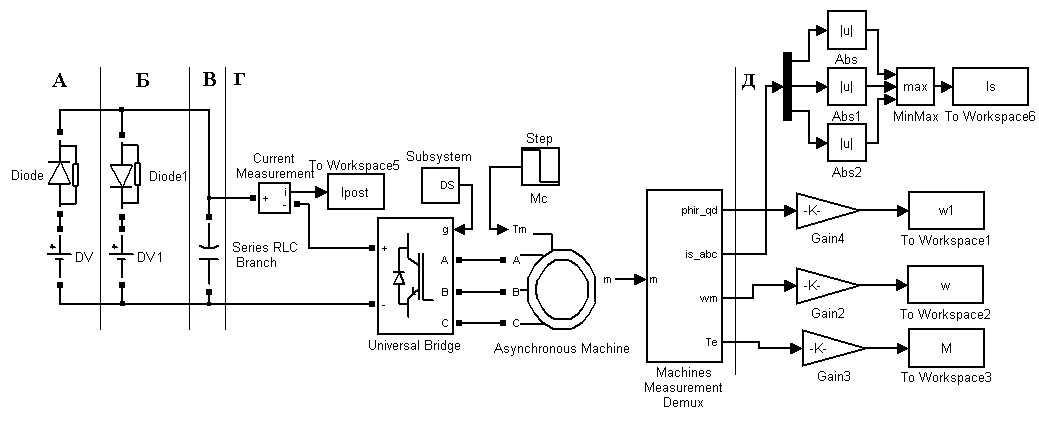 А
Б
В
Г
Д
Diode
Diode1
DV
DV1
Series RLC
Branch
Current
Measurement
+
i
-
To Workspace5
Ipost
Subsystem
DS
Step
Mc
g
+
-
A
B
C
Universal Bridge
Tm
A
B
C
m
Asynchronous Machine
m
phir_qd
is_abc
wm
Te
Machines
Measurement
Demux
|u|
Abs
|u|
Abs1
|u|
Abs2
max
MinMax
Is
To Workspace6
-K-
Gain4
w1
To Workspace1
-K-
Gain2
w
To Workspace2
-K-
Gain3
M
To Workspace3